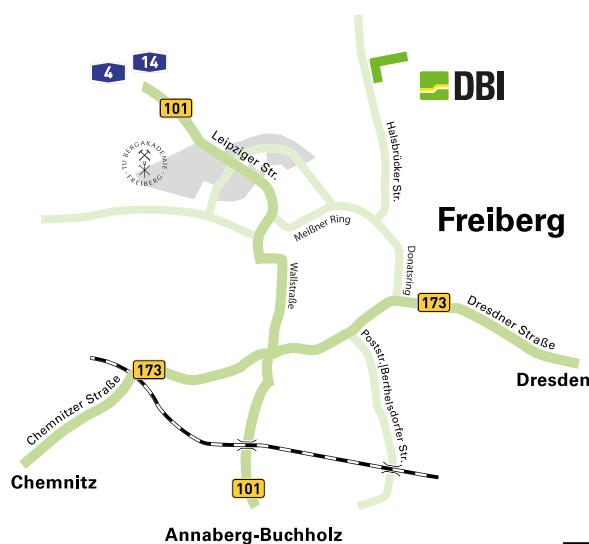 14
4
DBI
101
Leipziger Str.
Halsbrücker Str.
TU BERGAKADEMIE
· FREIBERG ·
Freiberg
Meißner Ring
Donatsring
Wallstraße
173
Dresdner Straße
Poststr./Berthelsdorfer Str.
173
Dresden
Chemnitzer Straße
Chemnitz
101
Annaberg-Buchholz